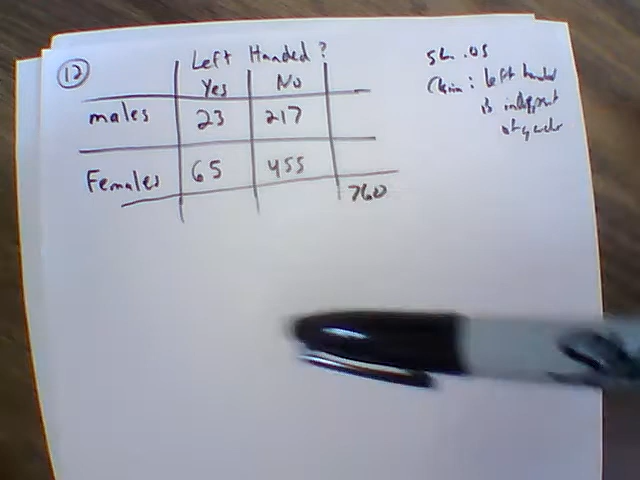 12
Left Handed?
Yes No
males 23 217
Females 65 455
760
SL .05
Claim: left handed
is
of gender